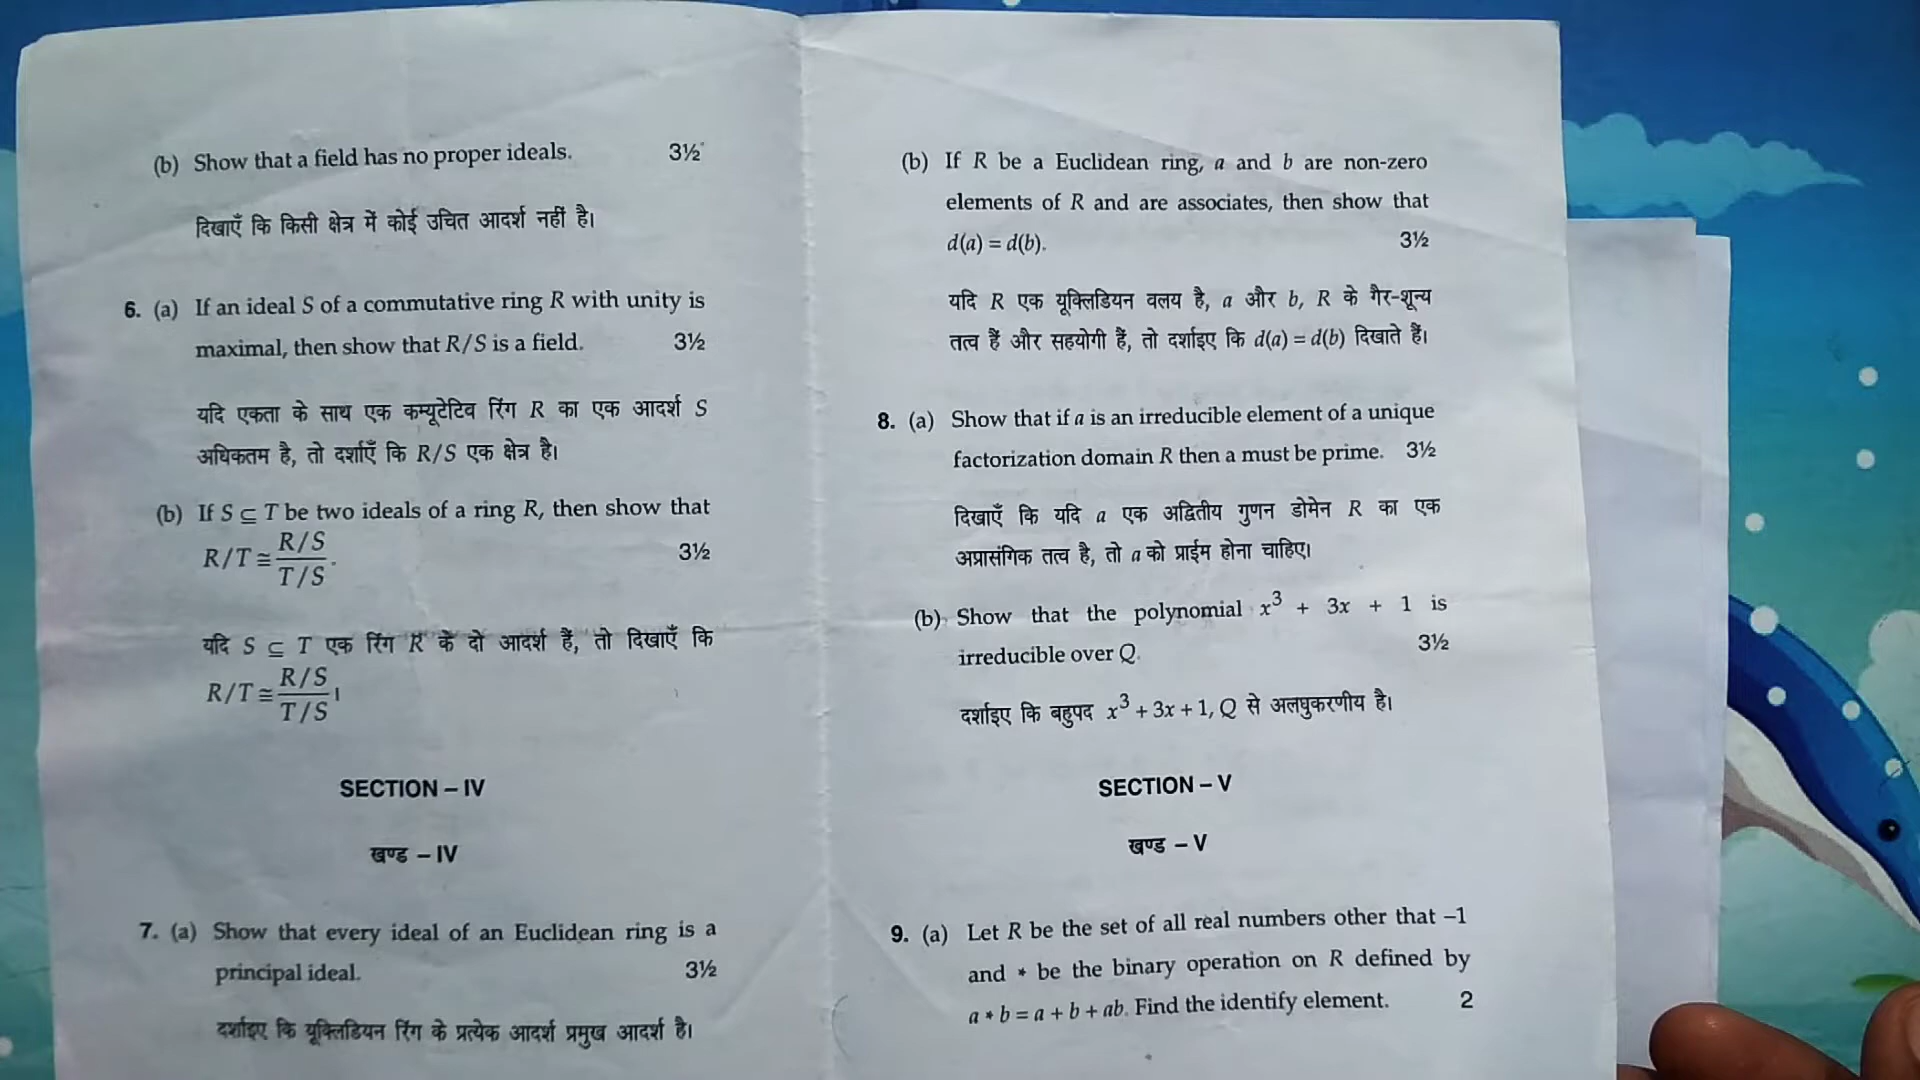 (b) Show that a field has no proper ideals. 3½
दिखाएँ कि किसी क्षेत्र में कोई उचित आदर्श नहीं है।
6. (a) If an ideal S of a commutative ring R with unity is
maximal, then show that R/S is a field. 3½
यदि एकता के साथ एक कम्यूटेटिव रिंग R का एक आदर्श S
अधिकतम है, तो दर्शाएँ कि R/S एक क्षेत्र है।
(b) If S ⊆ T be two ideals of a ring R, then show that
R/T ≅ (R/S)/(T/S). 3½
यदि S ⊆ T एक रिंग R के दो आदर्श हैं, तो दिखाएँ कि
R/T ≅ (R/S)/(T/S)।
SECTION – IV
खण्ड – IV
7. (a) Show that every ideal of an Euclidean ring is a
principal ideal. 3½
दर्शाइए कि यूक्लिडियन रिंग के प्रत्येक आदर्श प्रमुख आदर्श है।
(b) If R be a Euclidean ring, a and b are non-zero
elements of R and are associates, then show that
d(a) = d(b). 3½
यदि R एक यूक्लिडियन वलय है, a और b, R के गैर-शून्य
तत्व हैं और सहयोगी हैं, तो दर्शाइए कि d(a) = d(b) दिखाते हैं।
8. (a) Show that if a is an irreducible element of a unique
factorization domain R then a must be prime. 3½
दिखाएँ कि यदि a एक अद्वितीय गुणन डोमेन R का एक
अप्रासंगिक तत्व है, तो a को प्राईम होना चाहिए।
(b) Show that the polynomial x³ + 3x + 1 is
irreducible over Q. 3½
दर्शाइए कि बहुपद x³ + 3x + 1, Q से अलघुकरणीय है।
SECTION – V
खण्ड – V
9. (a) Let R be the set of all real numbers other that –1
and * be the binary operation on R defined by
a * b = a + b + ab. Find the identify element. 2